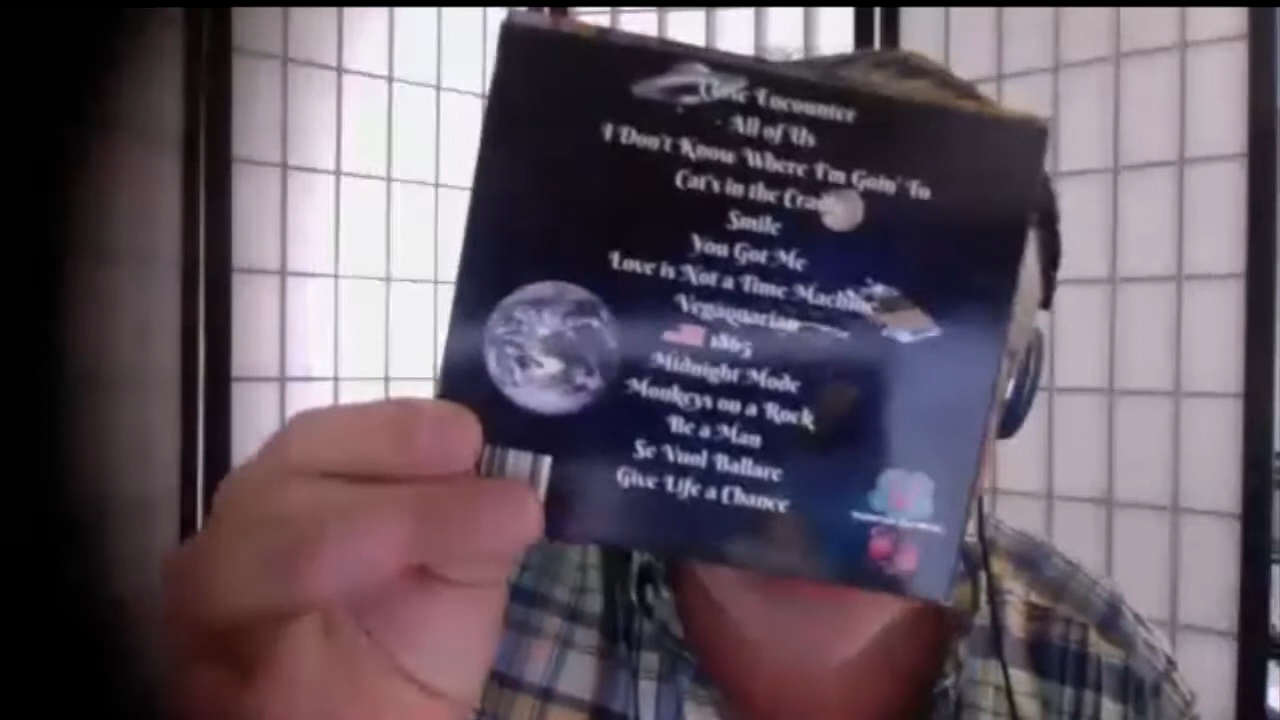 Close Encounter
All of Us
I Don't Know Where I'm Goin' To
Cat's in the Cradle
Smile
You Got Me
Love is Not a Time Machine
Vegaquarian
1865
Midnight Mode
Monkeys on a Rock
Be a Man
Se Vuol Ballare
Give Life a Chance